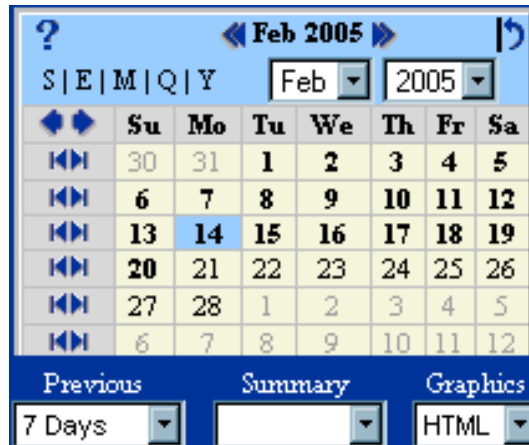 ? Feb 2005
S | E | M | Q | Y Feb 2005
Su Mo Tu We Th Fr Sa
30 31 1 2 3 4 5
6 7 8 9 10 11 12
13 14 15 16 17 18 19
20 21 22 23 24 25 26
27 28 1 2 3 4 5
6 7 8 9 10 11 12
Previous Summary Graphics
7 Days HTML